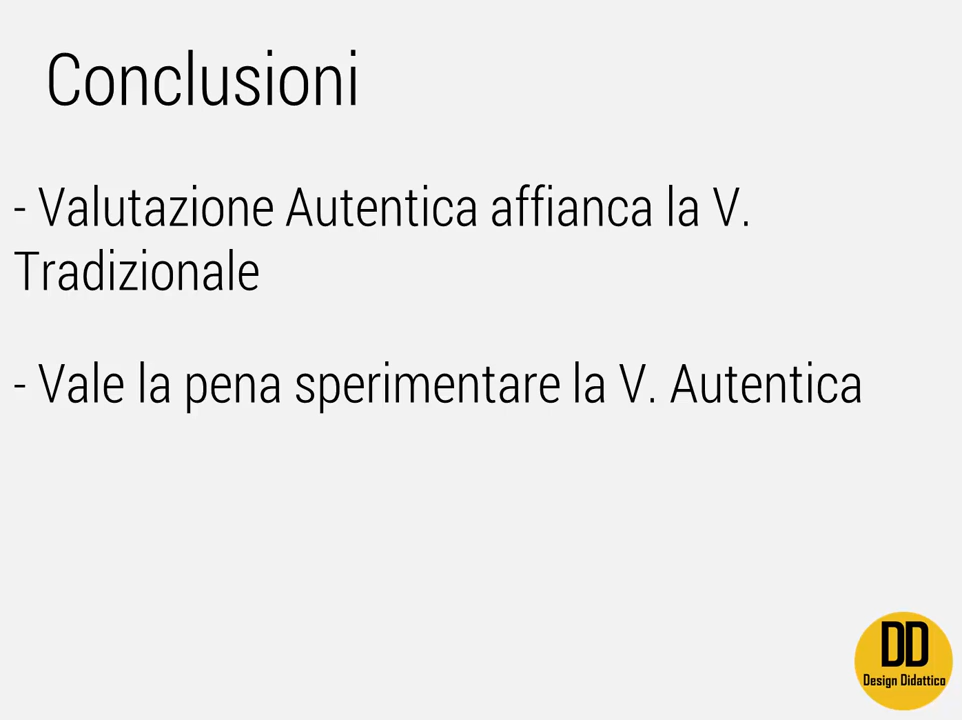 Conclusioni
- Valutazione Autentica affianca la V.
Tradizionale
- Vale la pena sperimentare la V. Autentica
DD
Design Didattico